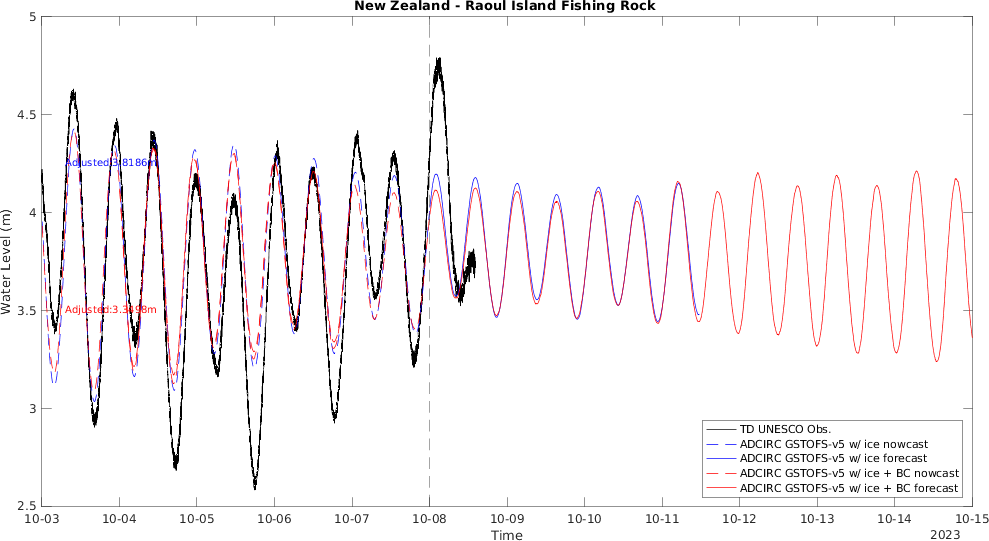 New Zealand - Raoul Island Fishing Rock
Water Level (m)
5
4.5
4
3.5
3
2.5
Adjusted:3.8186m
Adjusted:3.3498m
TD UNESCO Obs.
ADCIRC GSTOFS-v5 w/ ice nowcast
ADCIRC GSTOFS-v5 w/ ice forecast
ADCIRC GSTOFS-v5 w/ ice + BC nowcast
ADCIRC GSTOFS-v5 w/ ice + BC forecast
10-03 10-04 10-05 10-06 10-07 10-08 10-09 10-10 10-11 10-12 10-13 10-14 10-15
Time
2023